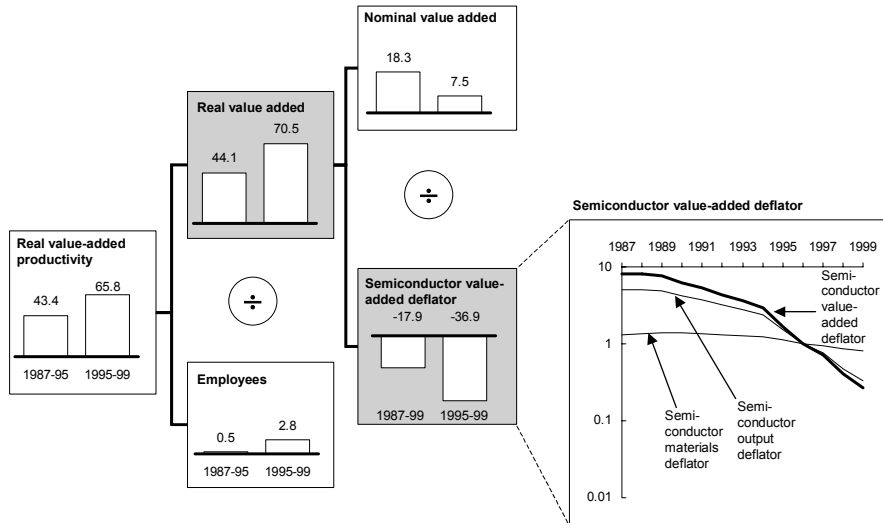 Nominal value added
18.3
7.5
Real value added
70.5
44.1
÷
Semiconductor value-added deflator
1987 1989 1991 1993 1995 1997 1999
Real value-added
productivity
65.8
43.4
1987-95 1995-99
÷
Semiconductor value-
added deflator
-17.9 -36.9
1987-99 1995-99
Employees
0.5
2.8
1987-95 1995-99
10
1
0.1
0.01
Semi-
conductor
value-
added
deflator
Semi-
conductor
materials
deflator
Semi-
conductor
output
deflator